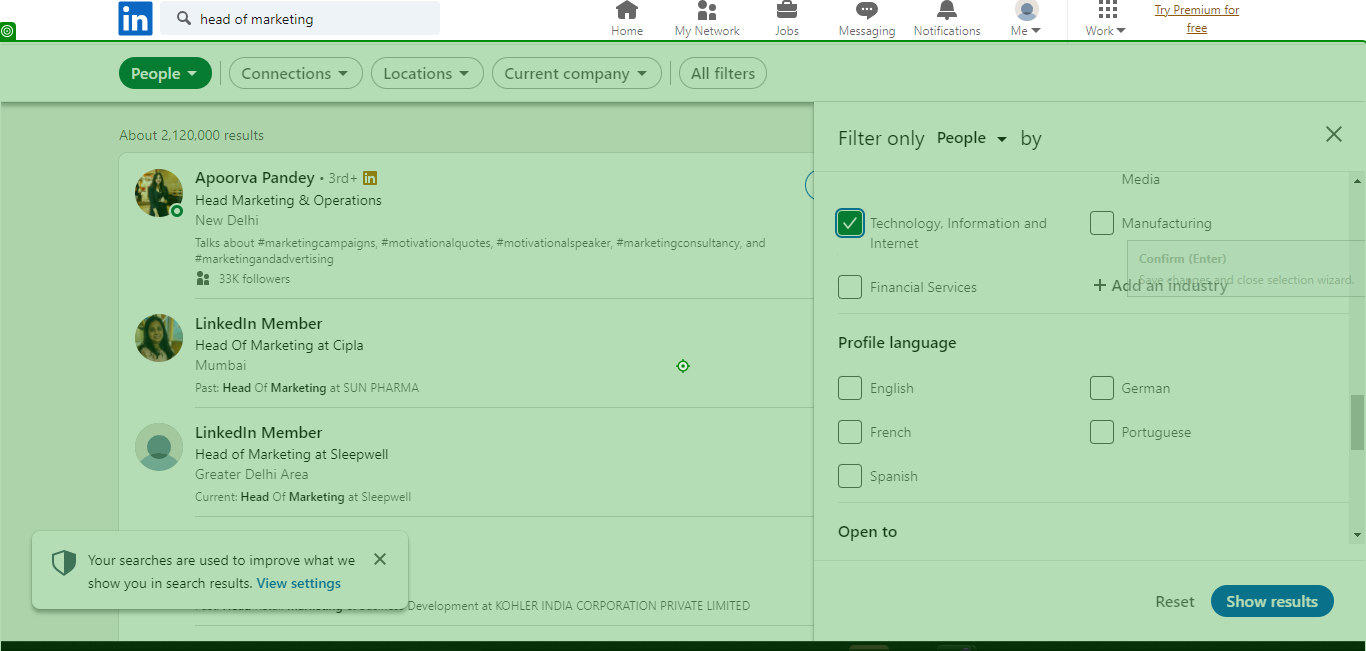 in
head of marketing
Home
My Network
Jobs
Messaging
Notifications
Me
Work
Try Premium for
free
People
Connections
Locations
Current company
All filters
About 2,120,000 results
Apoorva Pandey • 3rd+ in
Head Marketing & Operations
New Delhi
Talks about #marketingcampaigns, #motivationalquotes, #motivationalspeaker, #marketingconsultancy, and
#marketingandadvertising
33K followers
LinkedIn Member
Head Of Marketing at Cipla
Mumbai
Past: Head Of Marketing at SUN PHARMA
LinkedIn Member
Head of Marketing at Sleepwell
Greater Delhi Area
Current: Head Of Marketing at Sleepwell
Your searches are used to improve what we
show you in search results. View settings
Development at KOHLER INDIA CORPORATION PRIVATE LIMITED
Filter only People by
Media
Technology, Information and
Internet
Manufacturing
Confirm (Enter)
Save changes and close selection wizard.
Financial Services
+ Add an industry
Profile language
English
German
French
Portuguese
Spanish
Open to
Reset
Show results